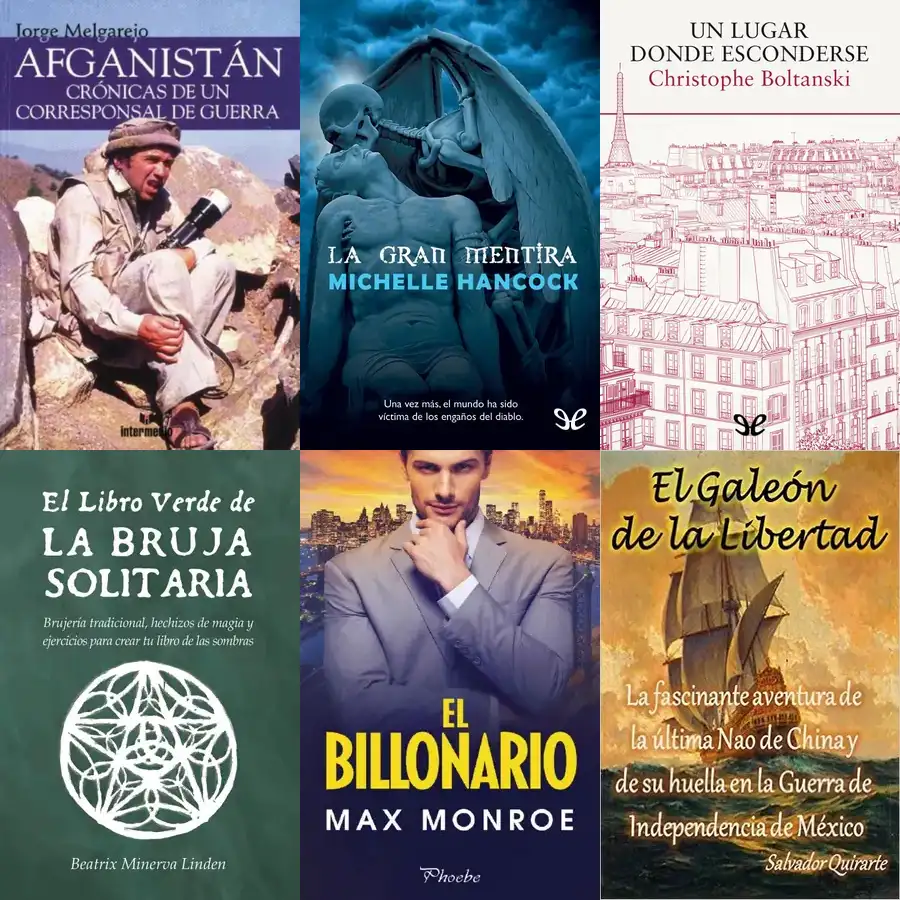 Jorge Melgarejo
AFGANISTÁN
CRÓNICAS DE UN
CORRESPONSAL DE GUERRA
intermedio
LA GRAN MENTIRA
MICHELLE HANCOCK
Una vez más, el mundo ha sido
víctima de los engaños del diablo.
UN LUGAR
DONDE ESCONDERSE
Christophe Boltanski
El Libro Verde de
LA BRUJA
SOLITARIA
Brujería tradicional, hechizos de magia y
ejercicios para crear tu libro de las sombras
Beatrix Minerva Linden
EL
BILLONARIO
MAX MONROE
Phoebe
El Galeón
de la Libertad
La fascinante aventura de
la última Nao de China y
de su huella en la Guerra de
Independencia de México
Salvador Quirarte